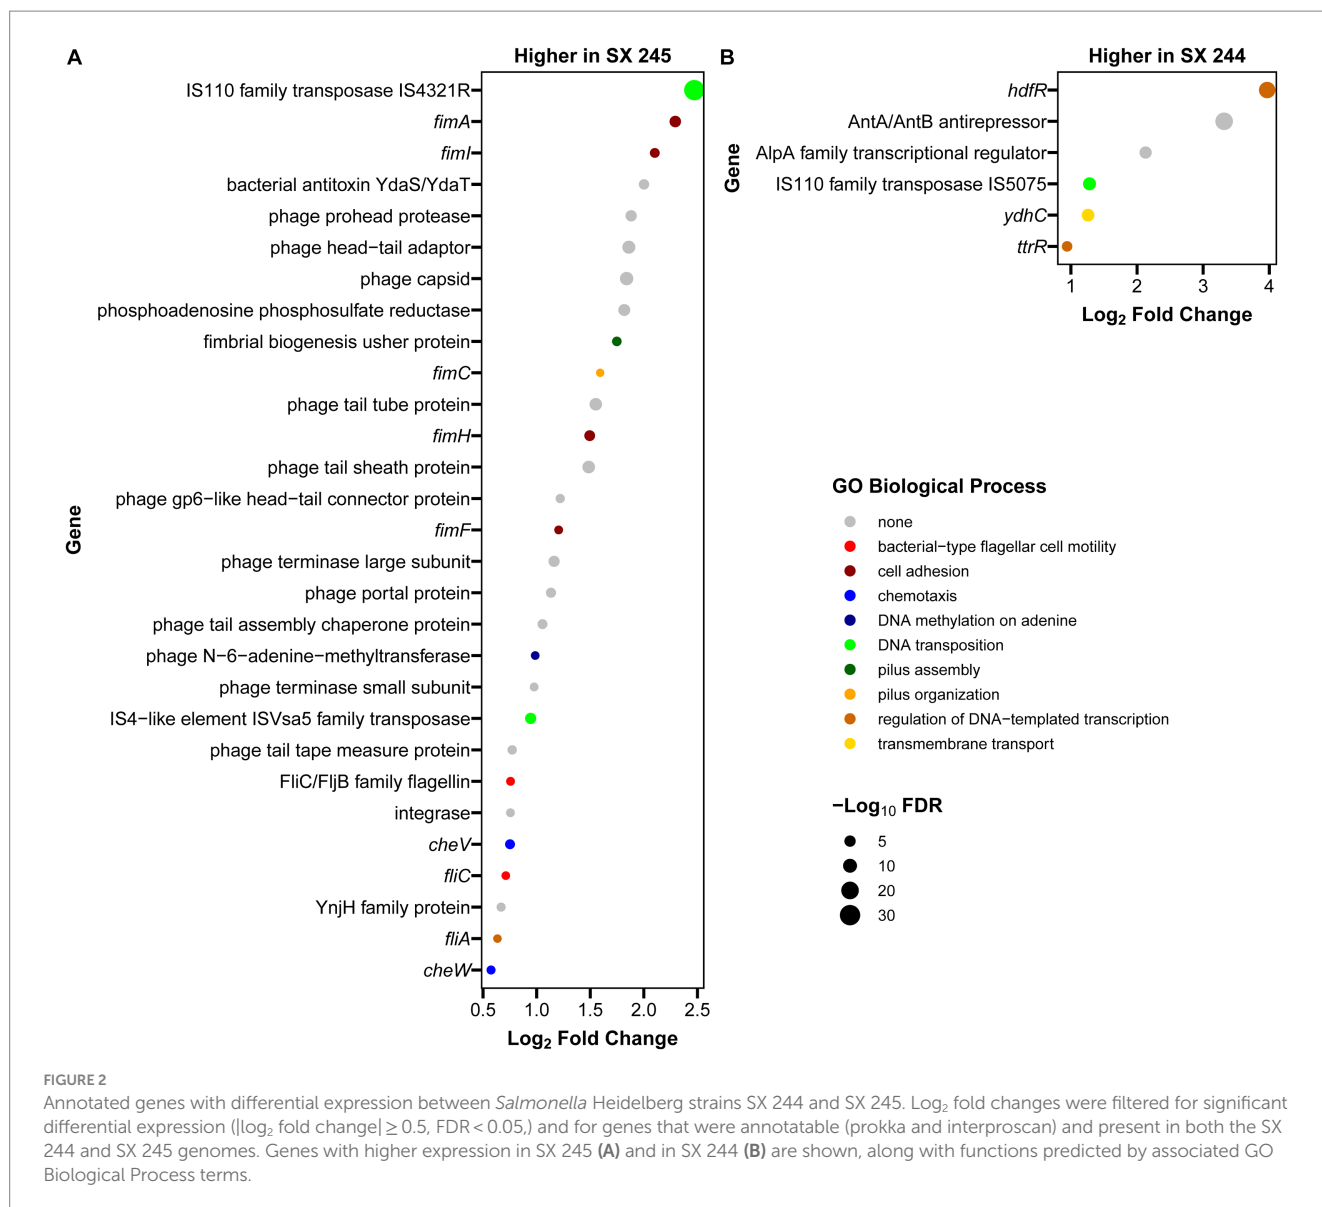 A
Higher in SX 245
IS110 family transposase IS4321R
fimA
fimI
bacterial antitoxin YdaS/YdaT
phage prohead protease
phage head−tail adaptor
phage capsid
phosphoadenosine phosphosulfate reductase
fimbrial biogenesis usher protein
fimC
phage tail tube protein
fimH
phage tail sheath protein
phage gp6−like head−tail connector protein
fimF
phage terminase large subunit
phage portal protein
phage tail assembly chaperone protein
phage N−6−adenine−methyltransferase
phage terminase small subunit
IS4−like element ISVsa5 family transposase
phage tail tape measure protein
FliC/FljB family flagellin
integrase
cheV
fliC
YnjH family protein
fliA
cheW
Gene
0.5 1.0 1.5 2.0 2.5
Log2 Fold Change
B
Higher in SX 244
hdfR
AntA/AntB antirepressor
AlpA family transcriptional regulator
IS110 family transposase IS5075
ydhC
ttrR
Gene
1 2 3 4
Log2 Fold Change
GO Biological Process
none
bacterial−type flagellar cell motility
cell adhesion
chemotaxis
DNA methylation on adenine
DNA transposition
pilus assembly
pilus organization
regulation of DNA−templated transcription
transmembrane transport
−Log10 FDR
5
10
20
30
FIGURE 2
Annotated genes with differential expression between Salmonella Heidelberg strains SX 244 and SX 245. Log2 fold changes were filtered for significant
differential expression (|log2 fold change| ≥ 0.5, FDR < 0.05,) and for genes that were annotatable (prokka and interproscan) and present in both the SX
244 and SX 245 genomes. Genes with higher expression in SX 245 (A) and in SX 244 (B) are shown, along with functions predicted by associated GO
Biological Process terms.